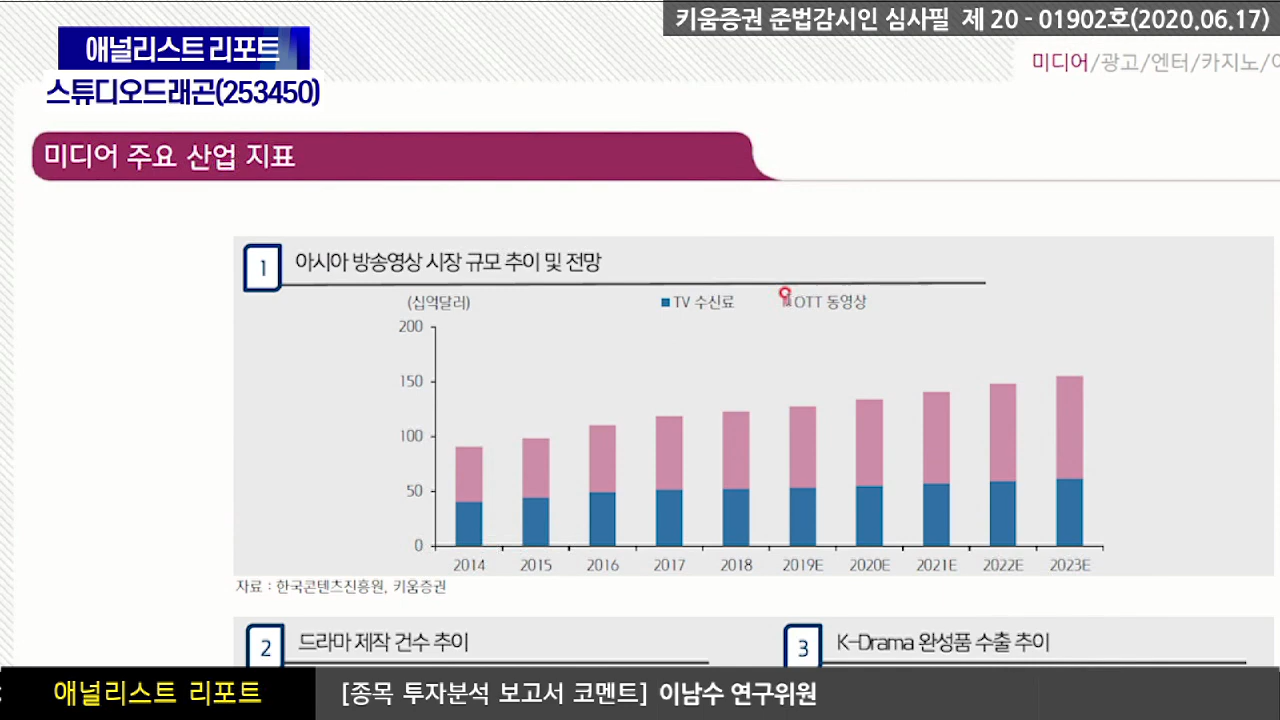 키움증권 준법감시인 심사필 제 20 - 01902호(2020.06.17)
애널리스트 리포트
스튜디오드래곤(253450)
미디어/광고/엔터/카지노/
미디어 주요 산업 지표
1 아시아 방송영상 시장 규모 추이 및 전망
(십억달러) TV 수신료 OTT 동영상
200
150
100
50
0
2014 2015 2016 2017 2018 2019E 2020E 2021E 2022E 2023E
자료 : 한국콘텐츠진흥원, 키움증권
2 드라마 제작 건수 추이
3 K-Drama 완성품 수출 추이
애널리스트 리포트 [종목 투자분석 보고서 코멘트] 이남수 연구위원